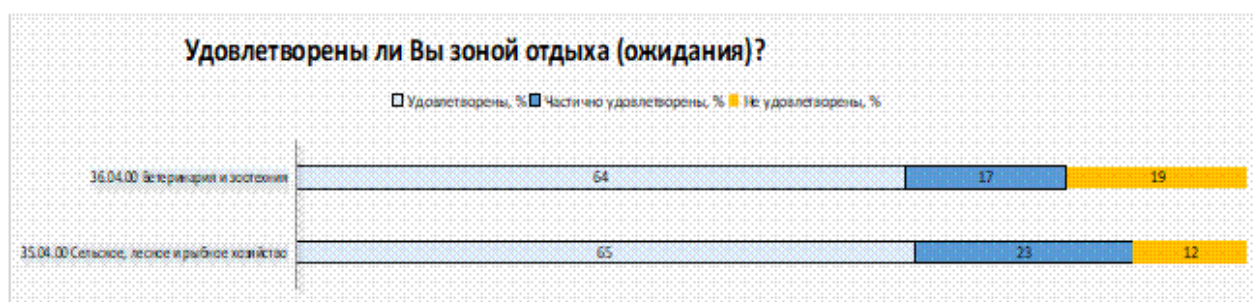 Удовлетворены ли Вы зоной отдыха (ожидания)?
Удовлетворены, % Частично удовлетворены, % Не удовлетворены, %
36.04.00 Ветеринария и зоотехния 64 17 19
35.04.00 Сельское, лесное и рыбное хозяйство 65 23 12